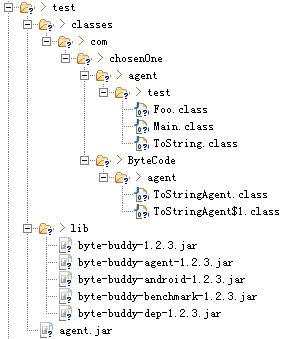 test
classes
com
chosenOne
agent
test
Foo.class
Main.class
ToString.class
ByteCode
agent
ToStringAgent.class
ToStringAgent$1.class
lib
byte-buddy-1.2.3.jar
byte-buddy-agent-1.2.3.jar
byte-buddy-android-1.2.3.jar
byte-buddy-benchmark-1.2.3.jar
byte-buddy-dep-1.2.3.jar
agent.jar